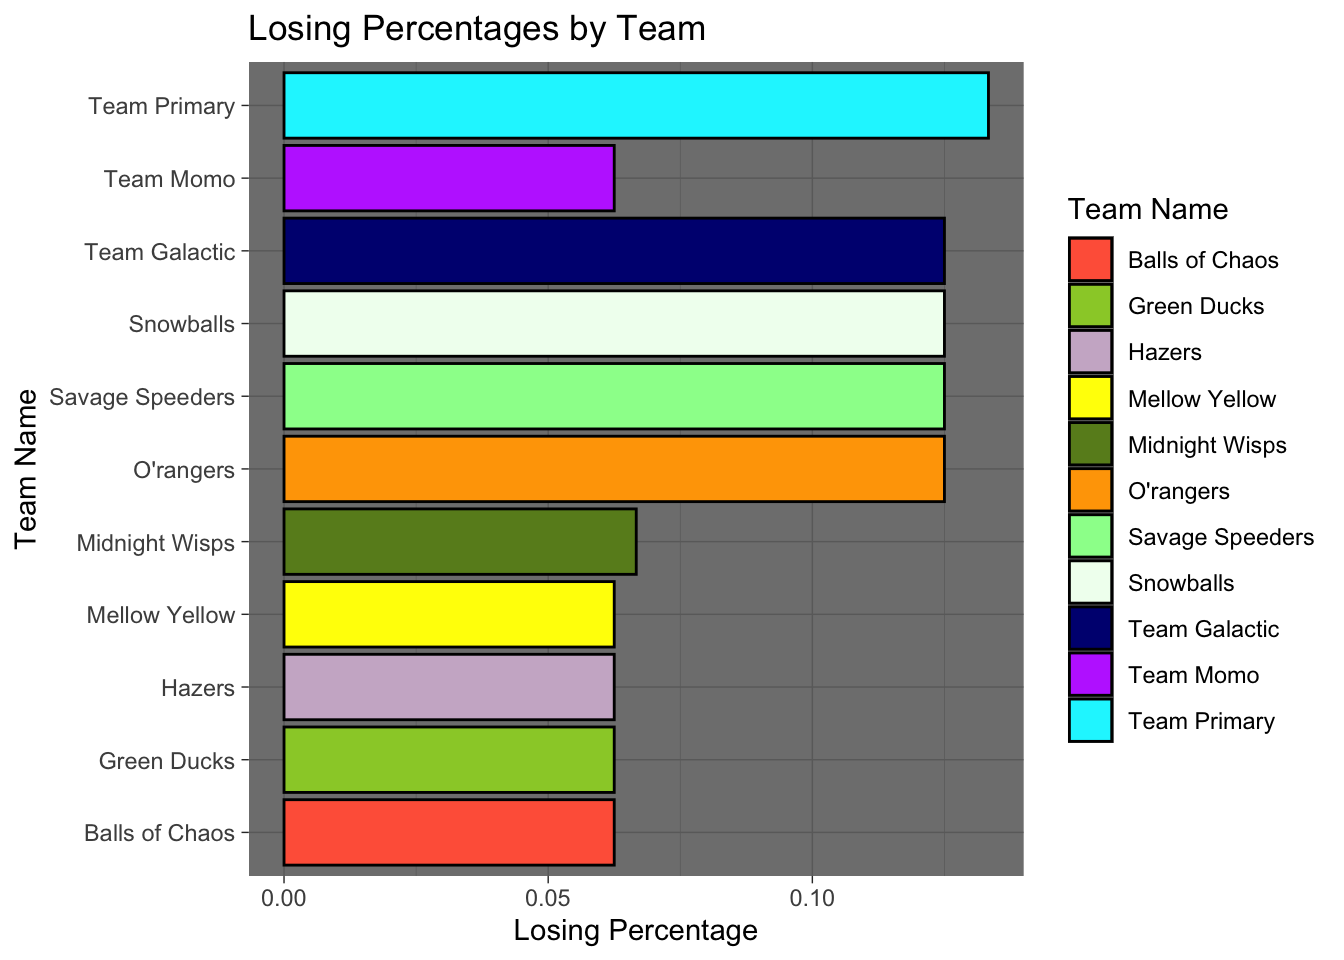 Losing Percentages by Team
Team Name
Team Primary
Team Momo
Team Galactic
Snowballs
Savage Speeders
O'rangers
Midnight Wisps
Mellow Yellow
Hazers
Green Ducks
Balls of Chaos
0.00 0.05 0.10
Losing Percentage
Team Name
Balls of Chaos
Green Ducks
Hazers
Mellow Yellow
Midnight Wisps
O'rangers
Savage Speeders
Snowballs
Team Galactic
Team Momo
Team Primary